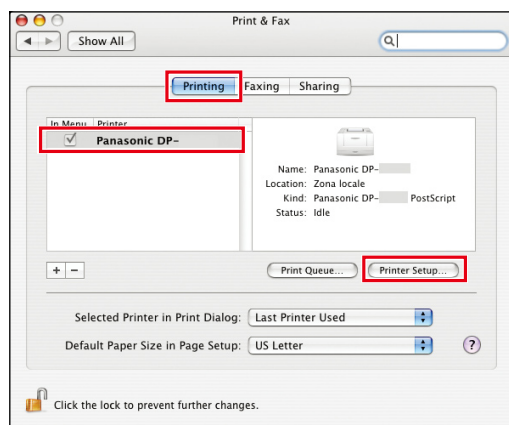 Print & Fax
Show All
Printing Faxing Sharing
In Menu Printer
Panasonic DP-
Name: Panasonic DP-
Location: Zona locale
Kind: Panasonic DP- PostScript
Status: Idle
+ −
Print Queue... Printer Setup...
Selected Printer in Print Dialog: Last Printer Used
Default Paper Size in Page Setup: US Letter ?
Click the lock to prevent further changes.